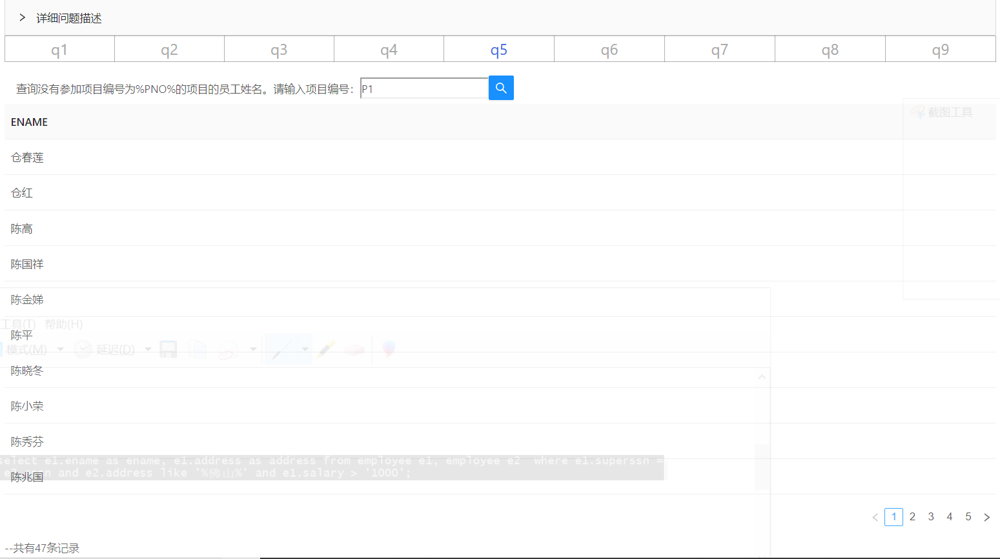 详细问题描述
q1 q2 q3 q4 q5 q6 q7 q8 q9
查询没有参加项目编号为%PNO%的项目的员工姓名。请输入项目编号： P1
截图工具
ENAME
仓春莲
仓红
陈高
陈国祥
陈金娣
工具(T) 帮助(H)
陈平
模式(M) 延迟(D)
陈晓冬
陈小荣
陈秀芬
select e1.ename as ename, e1.address as address from employee e1, employee e2 where e1.superssn =
and e2.address like '%佛山%' and e1.salary > '1000';
陈兆国
1 2 3 4 5
--共有47条记录